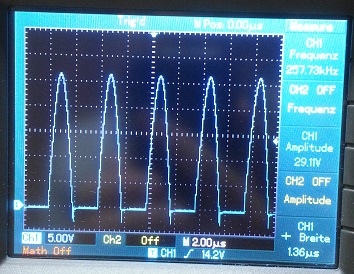 Trig'd M Pos: 0.00µs Measure
CH1
Frequenz
257.73kHz
CH2 OFF
Frequenz
CH1
Amplitude
29.11V
CH2 OFF
Amplitude
CH1
+ Breite
1.36µs
CH1 5.00V Ch2 Off M 2.00µs
Math Off T CH1 14.2V